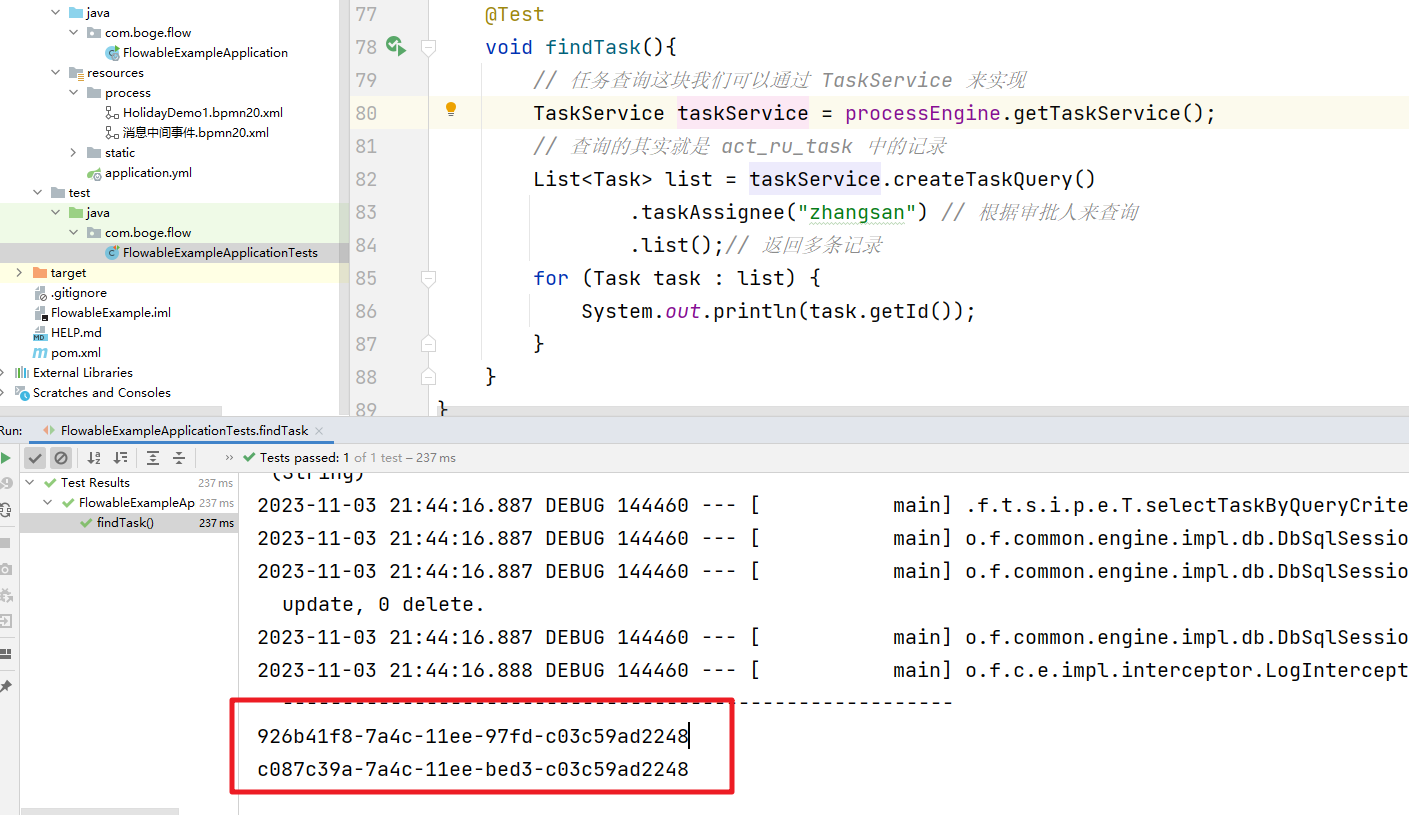 java
com.boge.flow
FlowableExampleApplication
resources
process
HolidayDemo1.bpmn20.xml
消息中间事件.bpmn20.xml
static
application.yml
test
java
com.boge.flow
FlowableExampleApplicationTests
target
.gitignore
FlowableExample.iml
HELP.md
pom.xml
External Libraries
Scratches and Consoles
77 @Test
78 void findTask(){
79 // 任务查询这块我们可以通过 TaskService 来实现
80 TaskService taskService = processEngine.getTaskService();
81 // 查询的其实就是 act_ru_task 中的记录
82 List<Task> list = taskService.createTaskQuery()
83 .taskAssignee("zhangsan") // 根据审批人来查询
84 .list();// 返回多条记录
85 for (Task task : list) {
86 System.out.println(task.getId());
87 }
88 }
89 }
Run: FlowableExampleApplicationTests.findTask
Tests passed: 1 of 1 test – 237 ms
Test Results 237 ms
FlowableExampleAp 237 ms
findTask() 237 ms
(String)
2023-11-03 21:44:16.887 DEBUG 144460 --- [ main] .f.t.s.i.p.e.T.selectTaskByQueryCrite
2023-11-03 21:44:16.887 DEBUG 144460 --- [ main] o.f.common.engine.impl.db.DbSqlSessio
2023-11-03 21:44:16.887 DEBUG 144460 --- [ main] o.f.common.engine.impl.db.DbSqlSessio
update, 0 delete.
2023-11-03 21:44:16.887 DEBUG 144460 --- [ main] o.f.common.engine.impl.db.DbSqlSessio
2023-11-03 21:44:16.888 DEBUG 144460 --- [ main] o.f.c.e.impl.interceptor.LogIntercept
--------------------------------------------------------
926b41f8-7a4c-11ee-97fd-c03c59ad2248
c087c39a-7a4c-11ee-bed3-c03c59ad2248